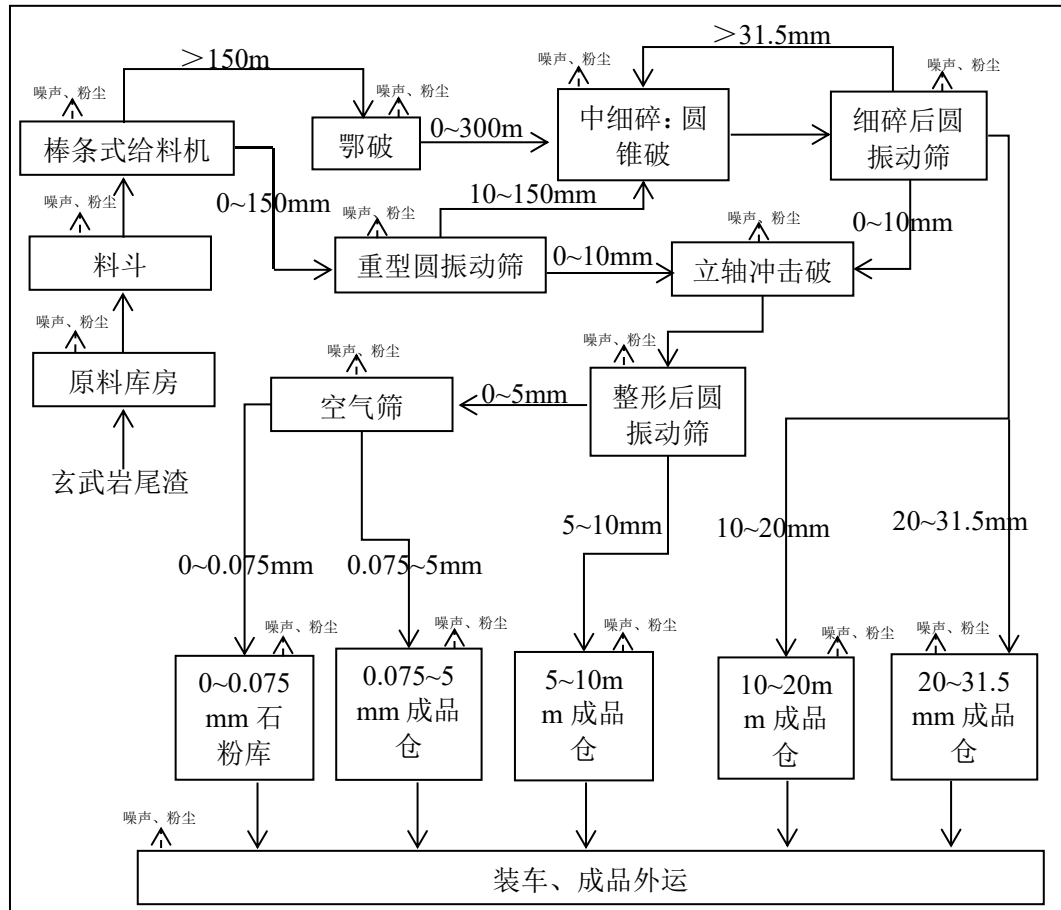 >150m
>31.5mm
噪声、粉尘
噪声、粉尘
噪声、粉尘
噪声、粉尘
棒条式给料机
鄂破
0~300m
中细碎：圆
锥破
细碎后圆
振动筛
0~150mm
10~150mm
噪声、粉尘
噪声、粉尘
噪声、粉尘
0~10mm
料斗
重型圆振动筛
0~10mm
立轴冲击破
噪声、粉尘
原料库房
噪声、粉尘
噪声、粉尘
空气筛
0~5mm
整形后圆
振动筛
玄武岩尾渣
0~0.075mm
0.075~5mm
5~10mm
10~20mm
20~31.5mm
噪声、粉尘
噪声、粉尘
噪声、粉尘
噪声、粉尘
噪声、粉尘
0~0.075
mm 石
粉库
0.075~5
mm 成品
仓
5~10m
m 成品
仓
10~20m
m 成品
仓
20~31.5
mm 成品
仓
噪声、粉尘
装车、成品外运